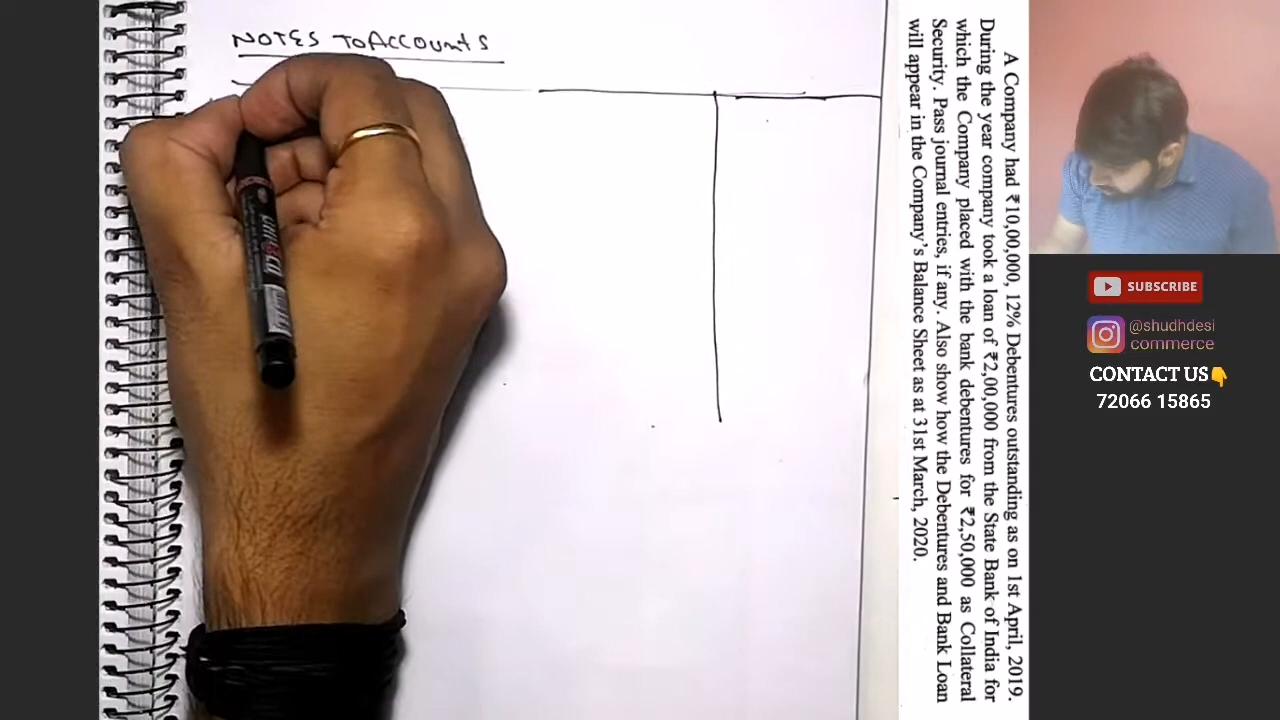 NOTES To ACCOUNTS
A Company had ₹10,00,000, 12% Debentures outstanding as on 1st April, 2019.
During the year company took a loan of ₹2,00,000 from the State Bank of India for
which the Company placed with the bank debentures for ₹2,50,000 as Collateral
Security. Pass journal entries, if any. Also show how the Debentures and Bank Loan
will appear in the Company's Balance Sheet as at 31st March, 2020.
SUBSCRIBE
@shudhdesi
commerce
CONTACT US👇
72066 15865